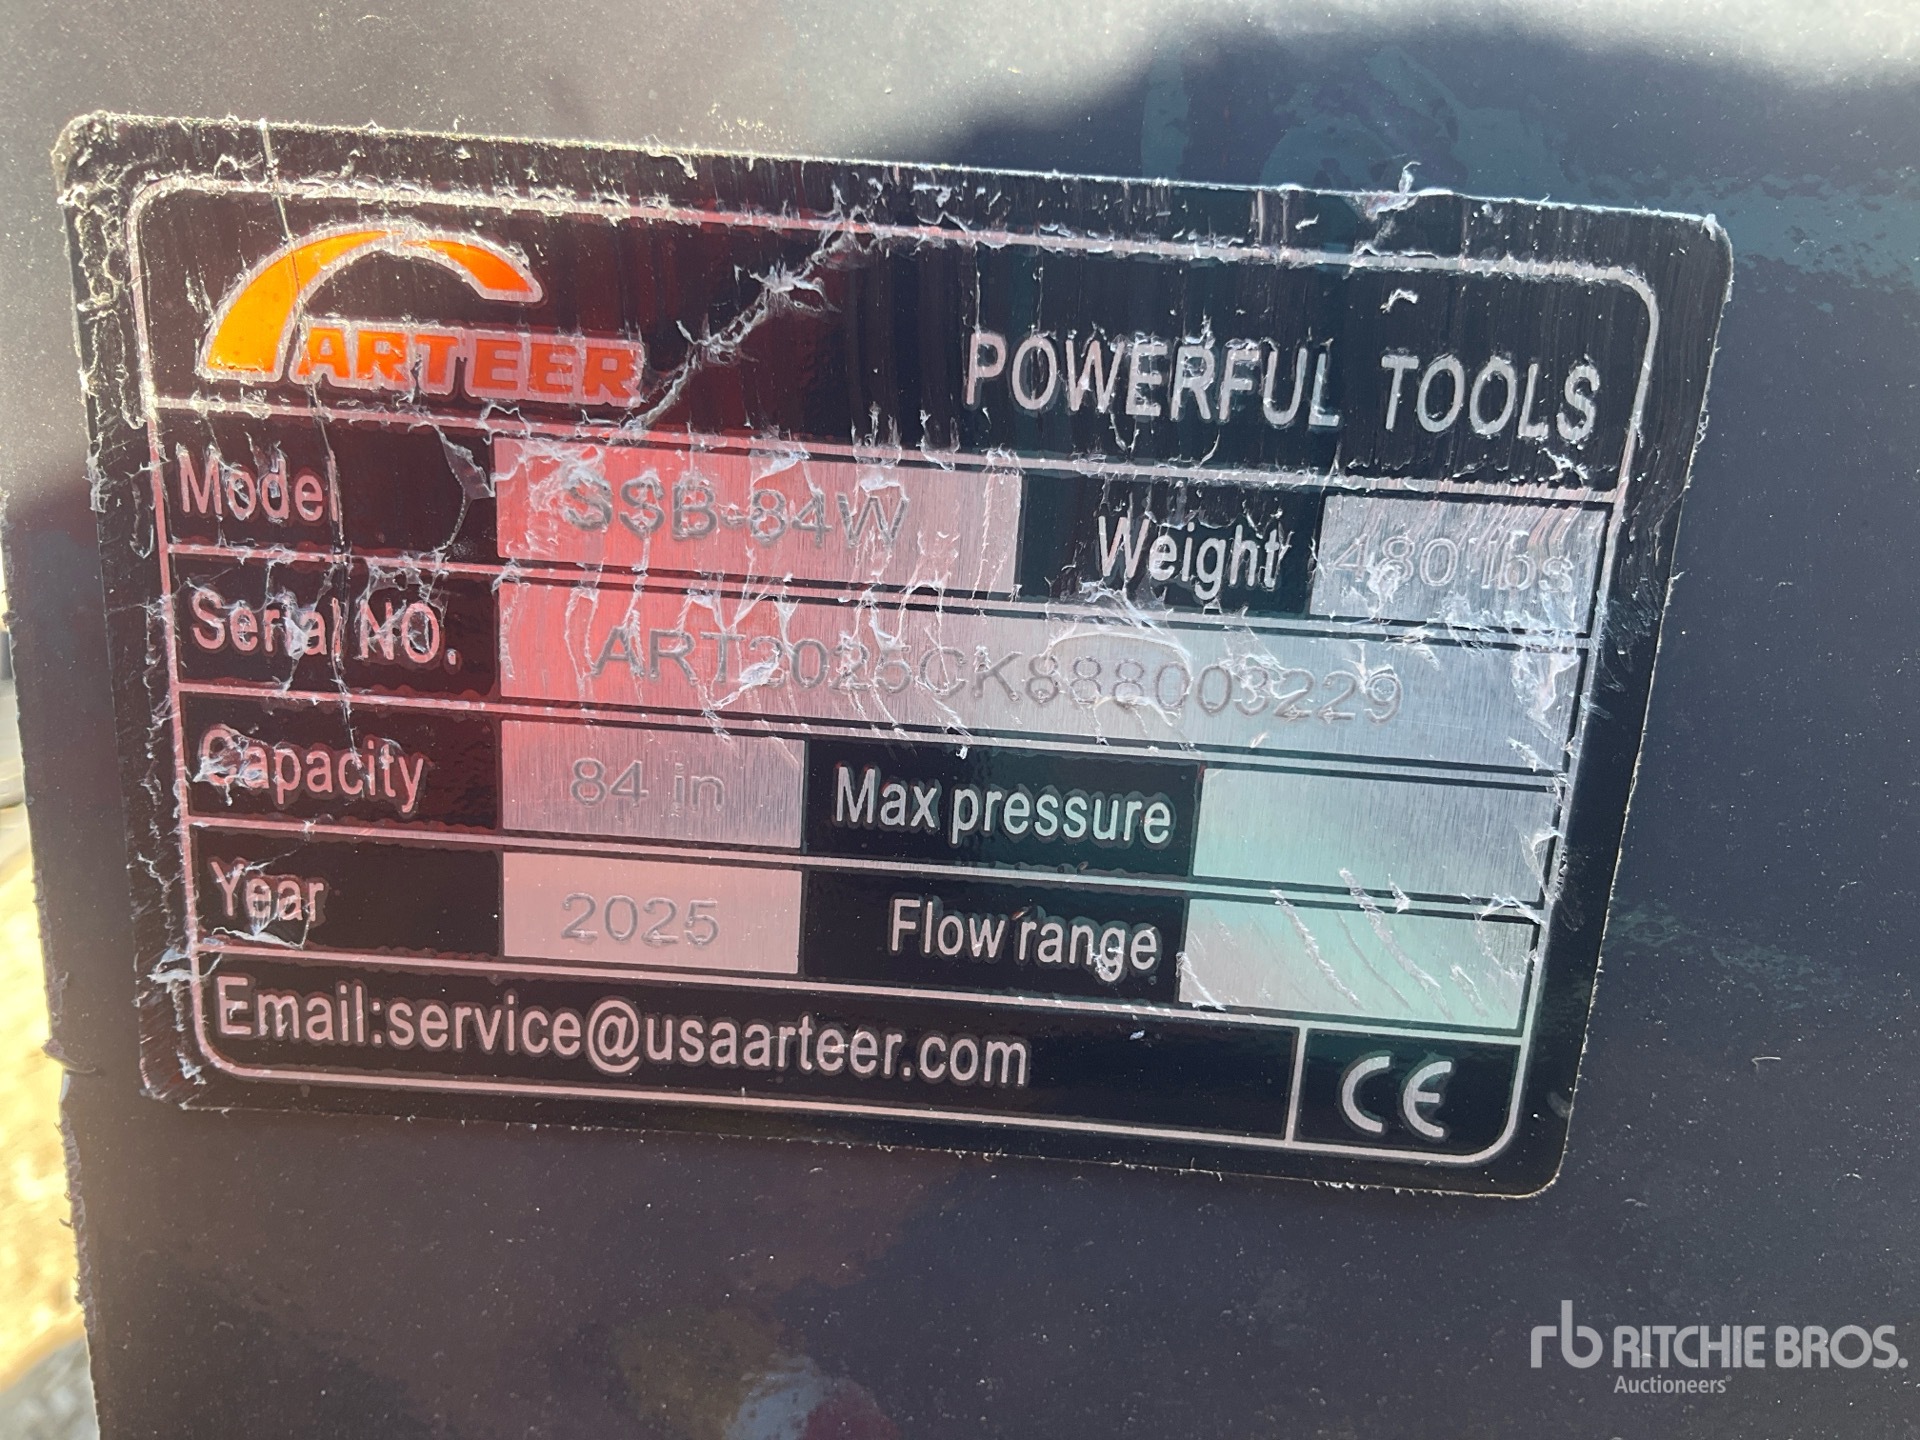 ARTEER
POWERFUL TOOLS
Model SSB-84W Weight 480 lbs
Serial NO. ART2025CK888003229
Capacity 84 in Max pressure
Year 2025 Flow range
Email:service@usaarteer.com CE
rb RITCHIE BROS.
Auctioneers